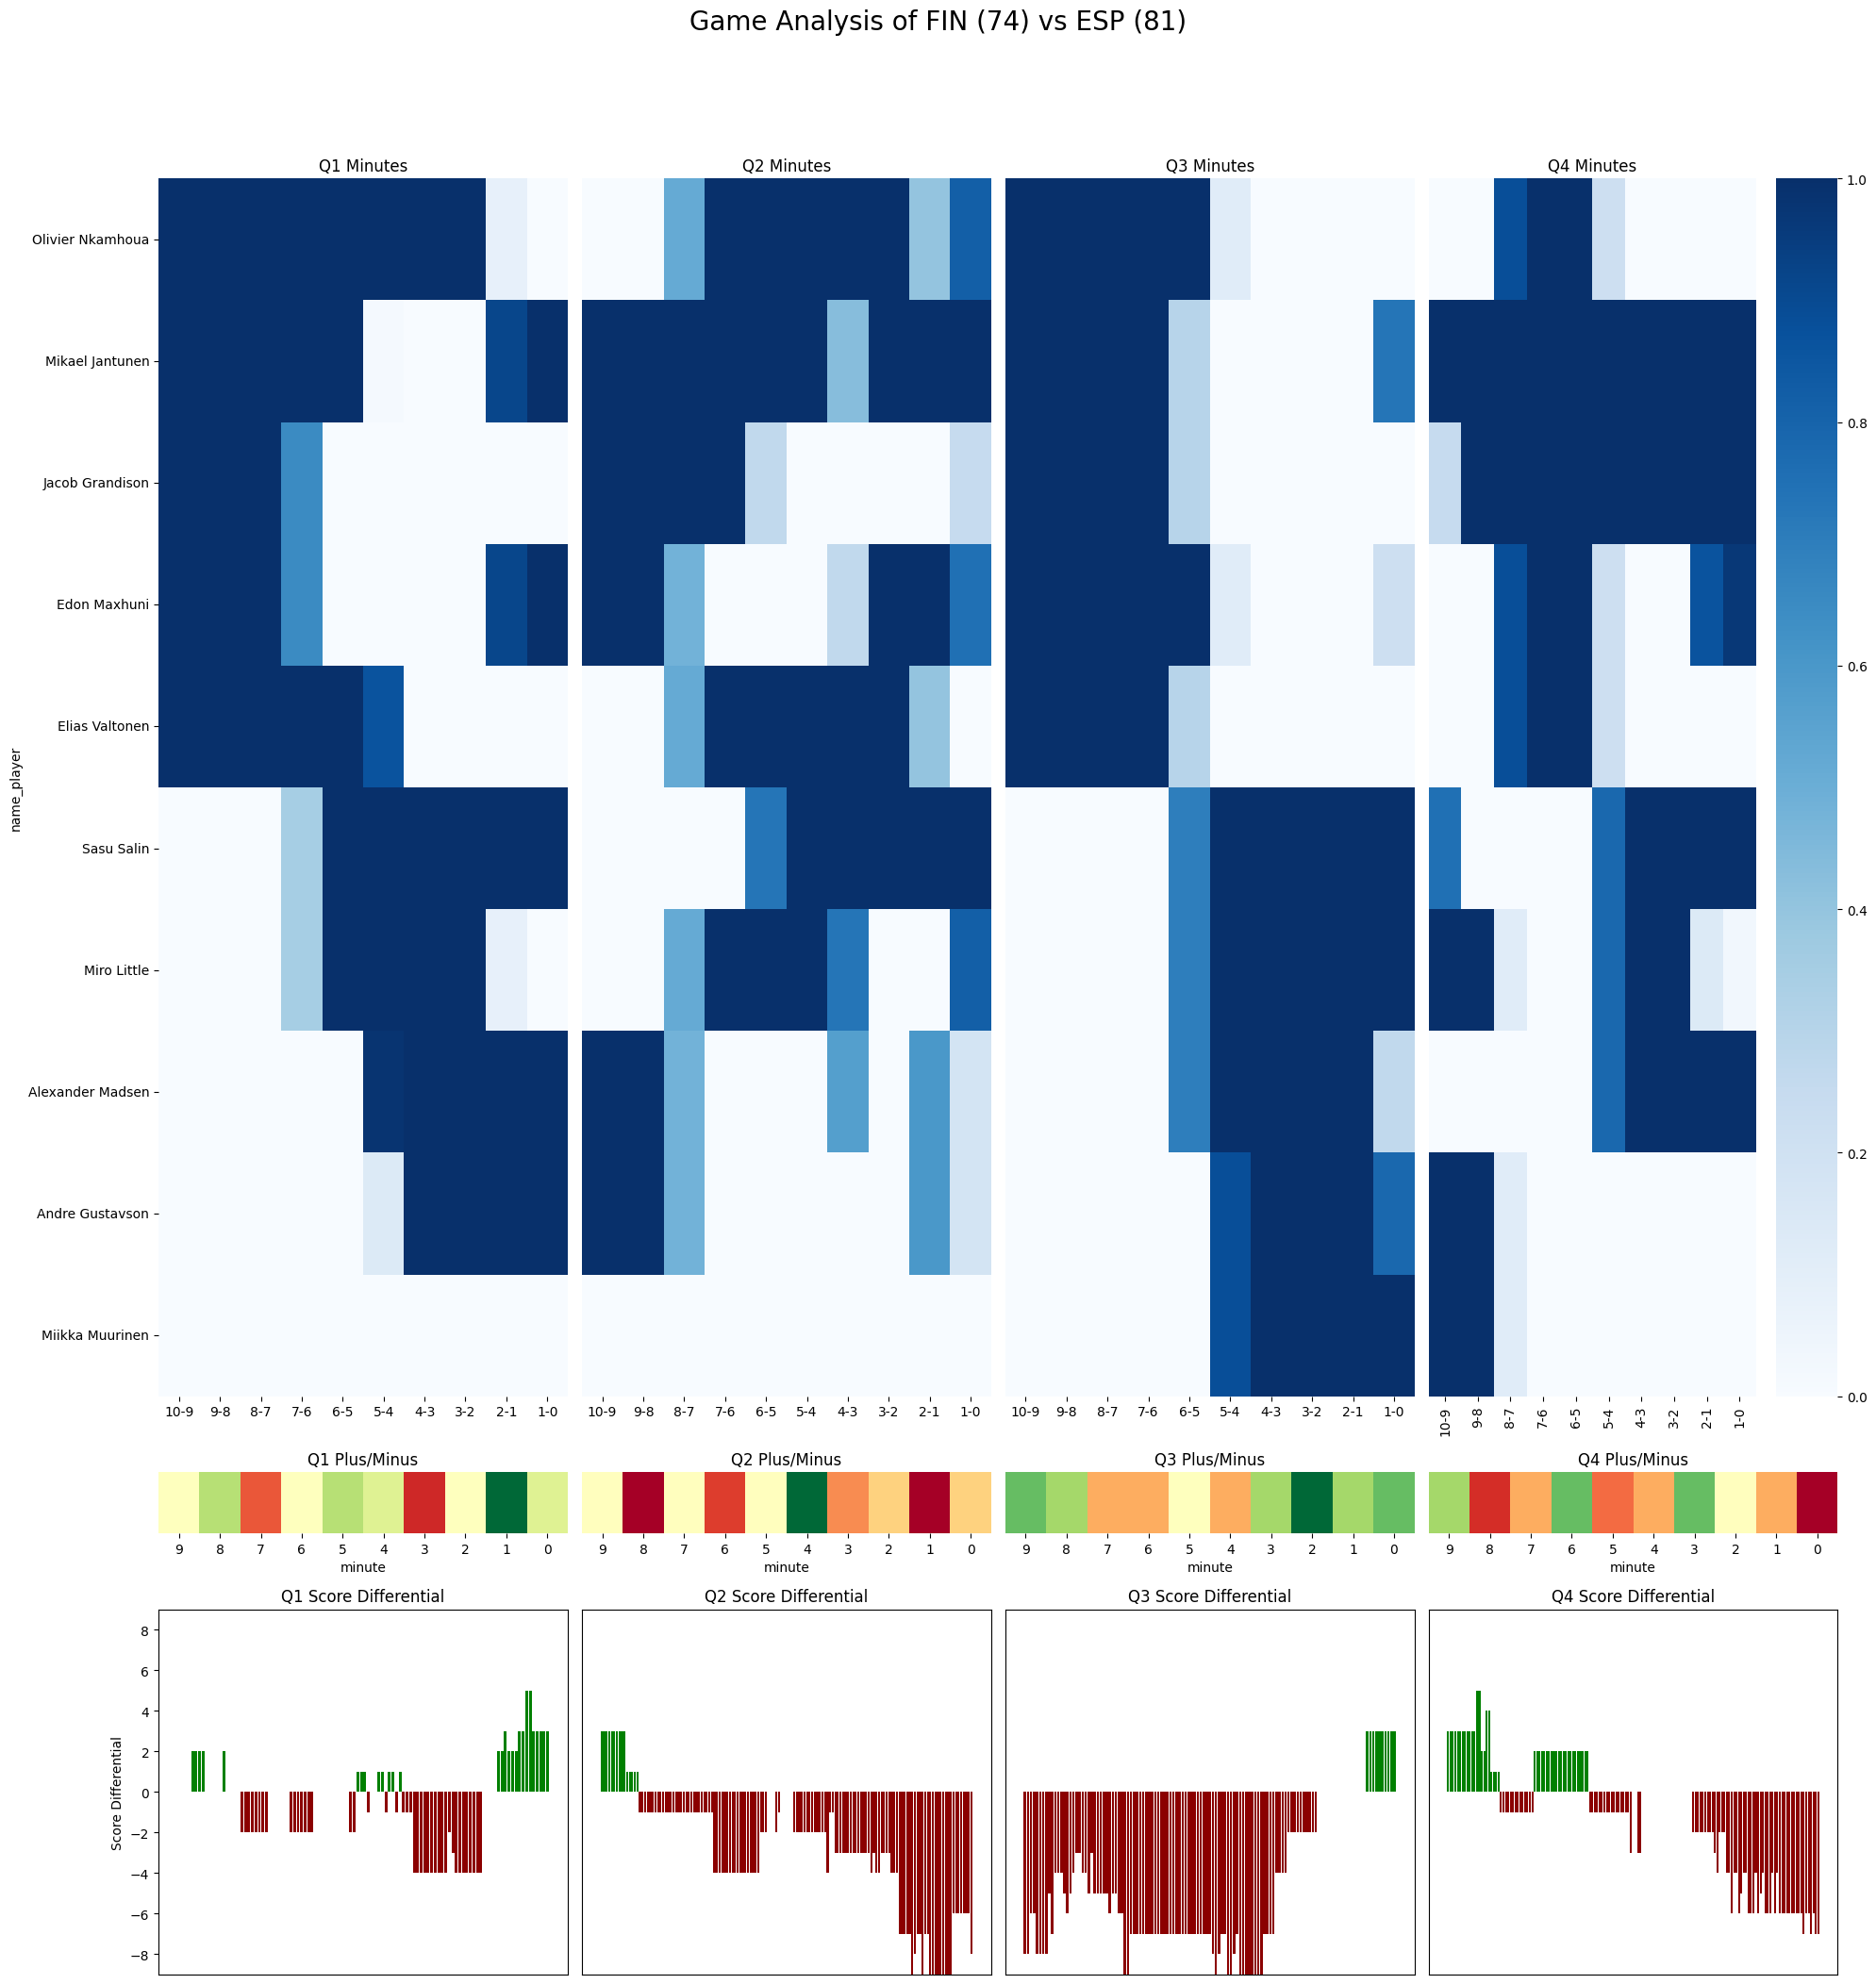 Game Analysis of FIN (74) vs ESP (81)
Q1 Minutes Q2 Minutes Q3 Minutes Q4 Minutes
name_player
Olivier Nkamhoua
Mikael Jantunen
Jacob Grandison
Edon Maxhuni
Elias Valtonen
Sasu Salin
Miro Little
Alexander Madsen
Andre Gustavson
Miikka Muurinen
1.0
0.8
0.6
0.4
0.2
0.0
10-9 9-8 8-7 7-6 6-5 5-4 4-3 3-2 2-1 1-0 10-9 9-8 8-7 7-6 6-5 5-4 4-3 3-2 2-1 1-0 10-9 9-8 8-7 7-6 6-5 5-4 4-3 3-2 2-1 1-0 10-9 9-8 8-7 7-6 6-5 5-4 4-3 3-2 2-1 1-0
Q1 Plus/Minus Q2 Plus/Minus Q3 Plus/Minus Q4 Plus/Minus
9 8 7 6 5 4 3 2 1 0 9 8 7 6 5 4 3 2 1 0 9 8 7 6 5 4 3 2 1 0 9 8 7 6 5 4 3 2 1 0
minute minute minute minute
Q1 Score Differential Q2 Score Differential Q3 Score Differential Q4 Score Differential
Score Differential
8
6
4
2
0
−2
−4
−6
−8